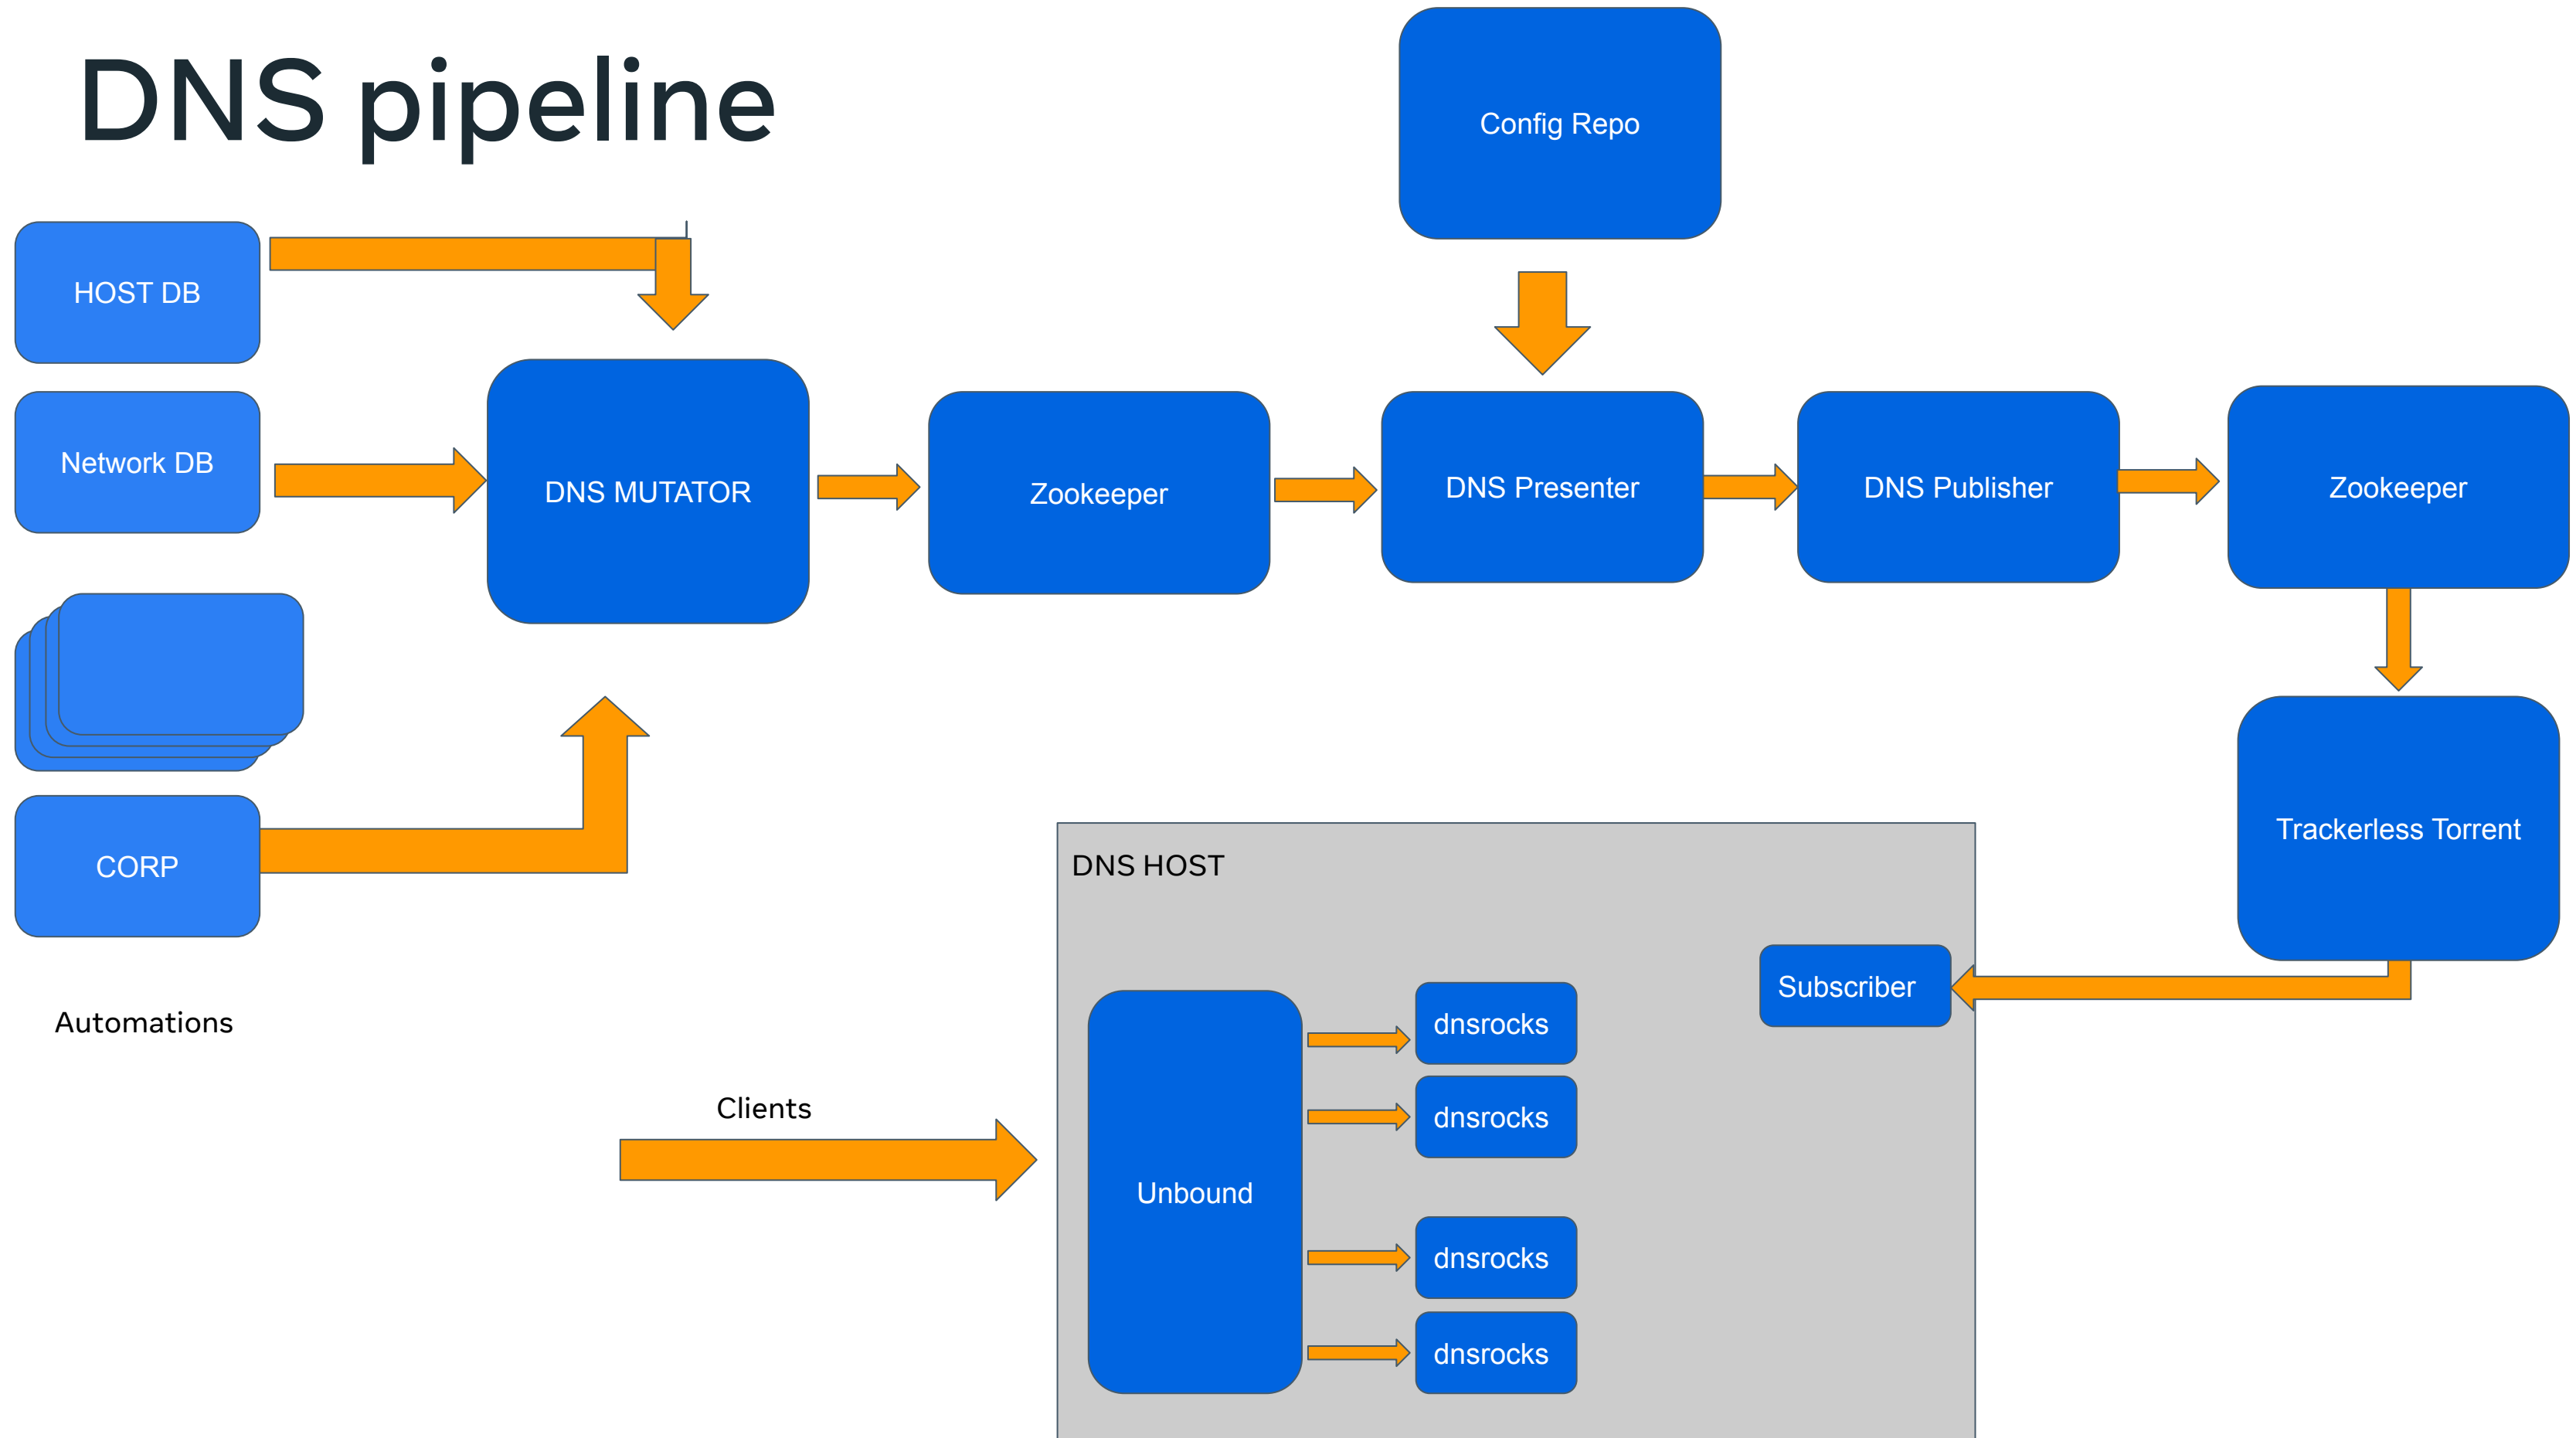 DNS pipeline
Config Repo
HOST DB
Network DB
DNS MUTATOR
Zookeeper
DNS Presenter
DNS Publisher
Zookeeper
CORP
Automations
Trackerless Torrent
DNS HOST
Subscriber
Clients
Unbound
dnsrocks
dnsrocks
dnsrocks
dnsrocks